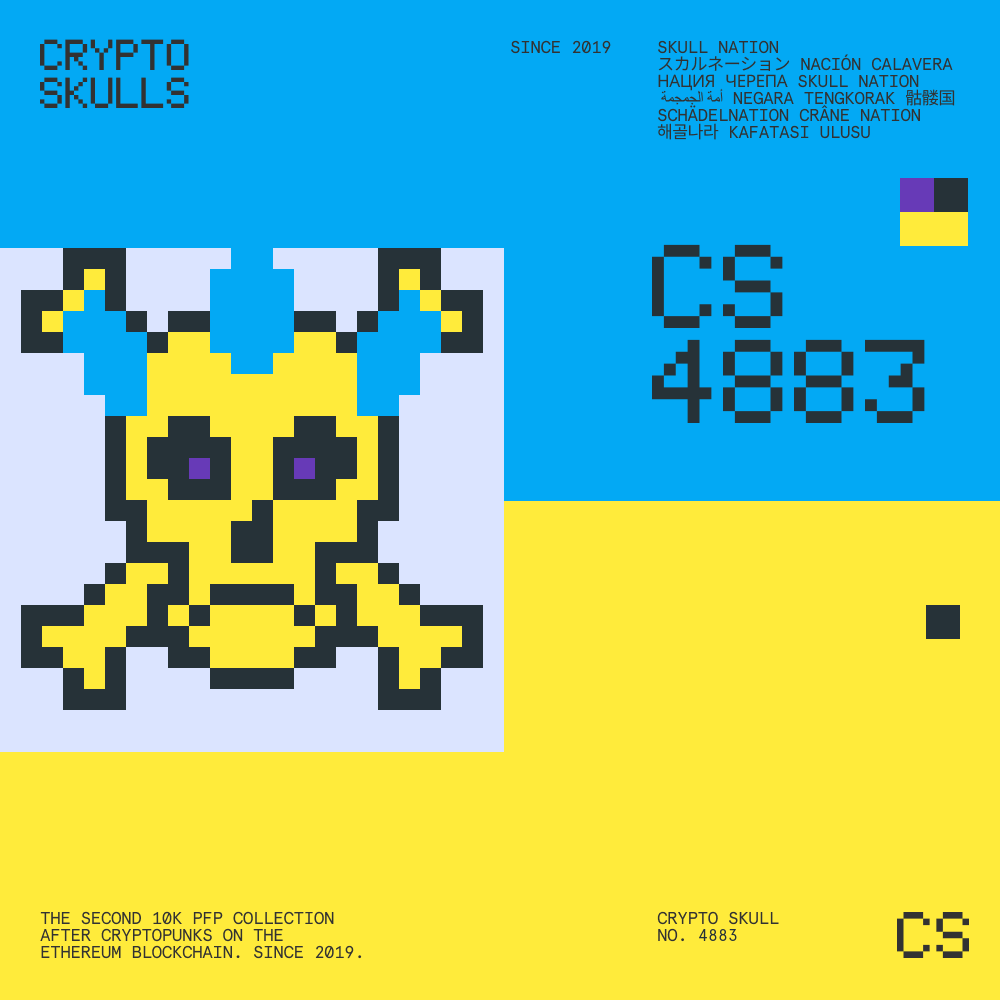 CRYPTO
SKULLS
SINCE 2019
SKULL NATION
スカルネーション NACIÓN CALAVERA
НАЦИЯ ЧЕРЕПА SKULL NATION
أمة الجمجمة NEGARA TENGKORAK 骷髅国
SCHÄDELNATION CRÂNE NATION
해골나라 KAFATASI ULUSU
CS
4883
THE SECOND 10K PFP COLLECTION
AFTER CRYPTOPUNKS ON THE
ETHEREUM BLOCKCHAIN. SINCE 2019.
CRYPTO SKULL
NO. 4883
CS